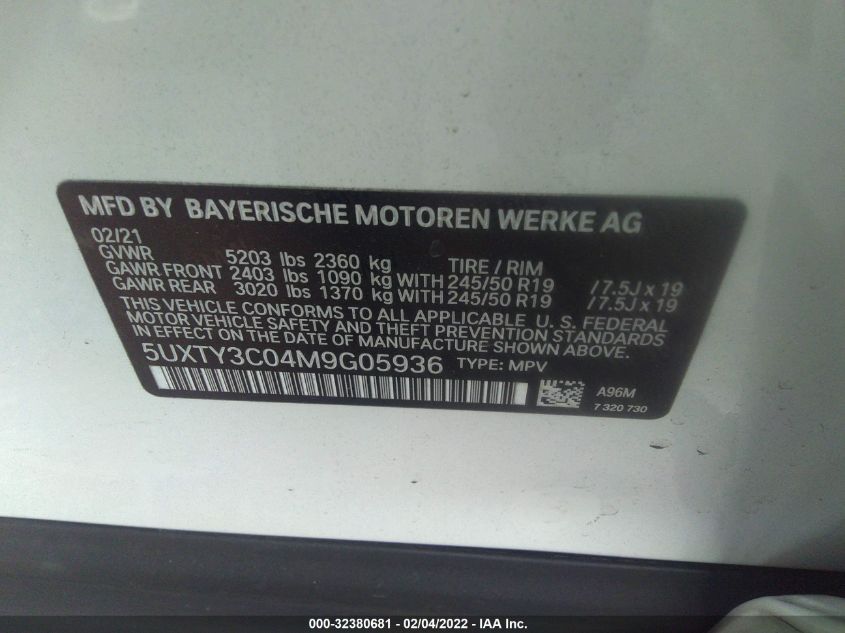 MFD BY BAYERISCHE MOTOREN WERKE AG
02/21
GVWR 5203 lbs 2360 kg TIRE / RIM
GAWR FRONT 2403 lbs 1090 kg WITH 245/50 R19 / 7.5J x 19
GAWR REAR 3020 lbs 1370 kg WITH 245/50 R19 / 7.5J x 19
THIS VEHICLE CONFORMS TO ALL APPLICABLE U. S. FEDERAL
MOTOR VEHICLE SAFETY AND THEFT PREVENTION STANDARDS
IN EFFECT ON THE DATE OF MANUFACTURE SHOWN ABOVE.
5UXTY3C04M9G05936 TYPE: MPV
A96M
7 320 730
000-32380681 - 02/04/2022 - IAA Inc.